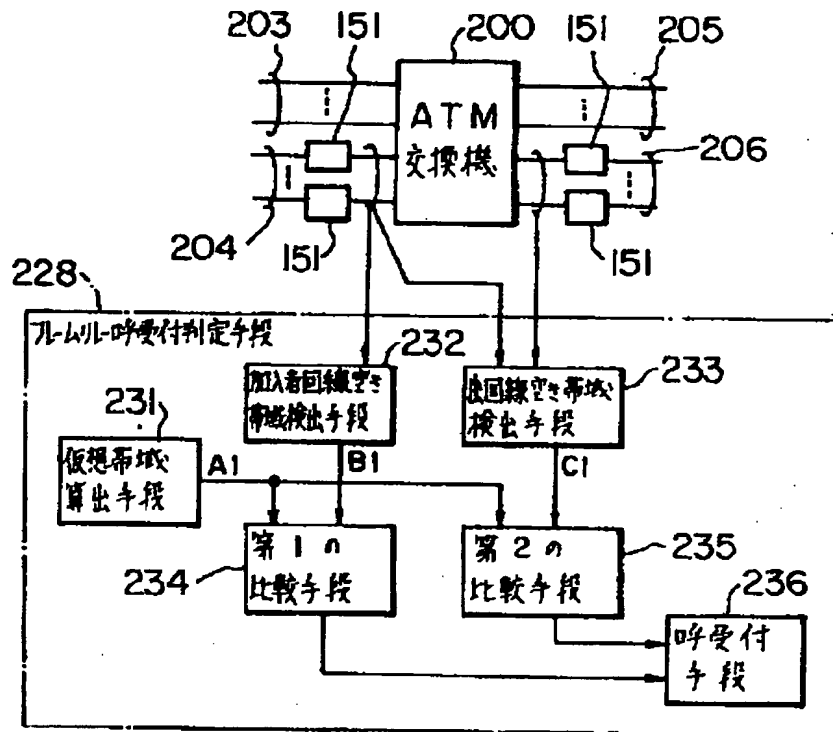 203
151
200
151
205
ATM
交換機
206
204
151
151
228
フレームリレー呼受付判定手段
232
233
231
加入者回線空き
帯域検出手段
出回線空き帯域
検出手段
仮想帯域
算出手段
A1
B1
C1
234
第1の
比較手段
第2の
比較手段
235
236
呼受付
手段